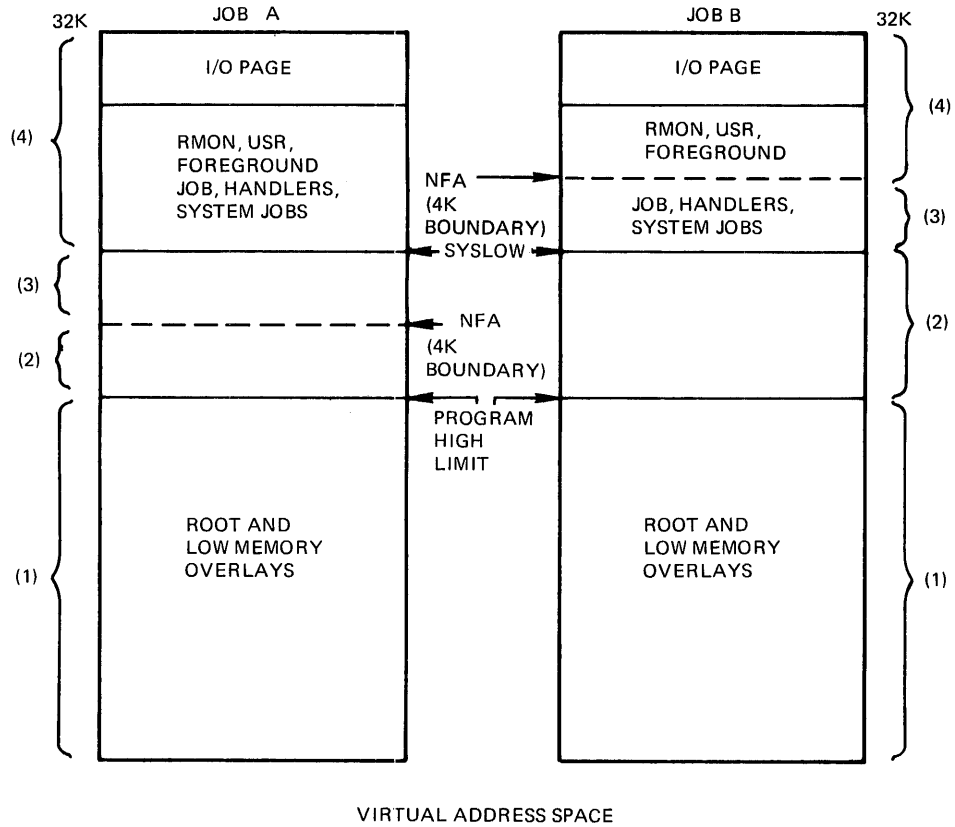 32K
JOB A
JOB B
32K
I/O PAGE
I/O PAGE
(4)
(4)
RMON, USR,
FOREGROUND
JOB, HANDLERS,
SYSTEM JOBS
RMON, USR,
FOREGROUND
NFA
(4K
BOUNDARY)
JOB, HANDLERS,
SYSTEM JOBS
(3)
SYSLOW
(3)
(2)
NFA
(4K
BOUNDARY)
(2)
PROGRAM
HIGH
LIMIT
ROOT AND
LOW MEMORY
OVERLAYS
ROOT AND
LOW MEMORY
OVERLAYS
(1)
(1)
VIRTUAL ADDRESS SPACE